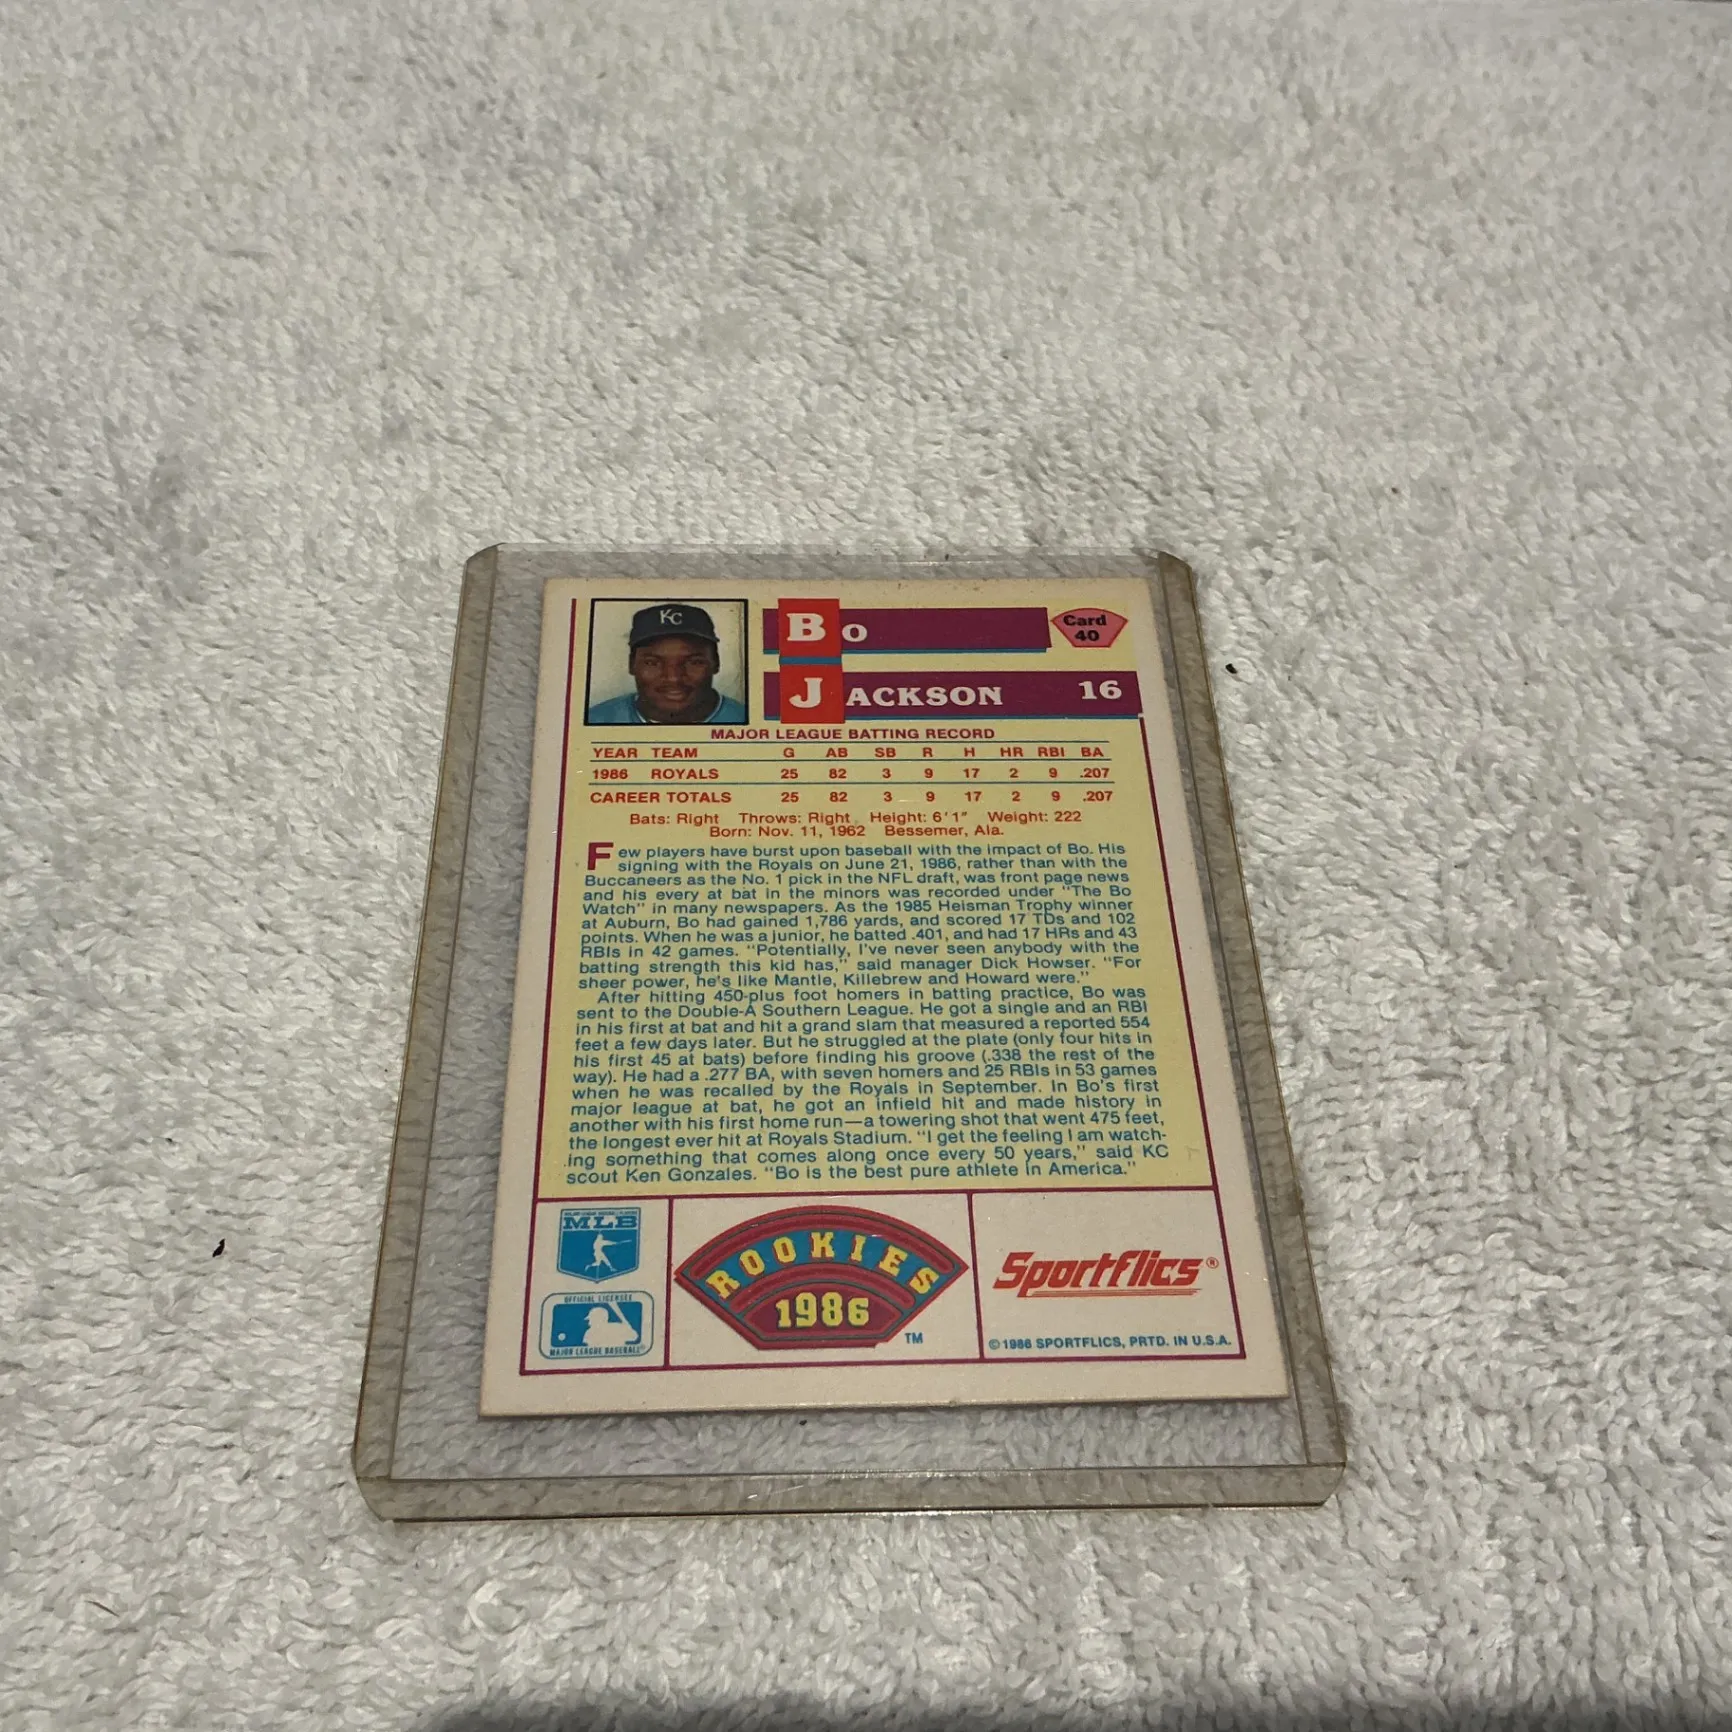 KC
Bo
Card
40
JACKSON 16
MAJOR LEAGUE BATTING RECORD
YEAR TEAM G AB SB R H HR RBI BA
1986 ROYALS 25 82 3 9 17 2 9 .207
CAREER TOTALS 25 82 3 9 17 2 9 .207
Bats: Right Throws: Right Height: 6'1" Weight: 222
Born: Nov. 11, 1962 Bessemer, Ala.
Few players have burst upon baseball with the impact of Bo. His
signing with the Royals on June 21, 1986, rather than with the
Buccaneers as the No. 1 pick in the NFL draft, was front page news
and his every at bat in the minors was recorded under "The Bo
Watch" in many newspapers. As the 1985 Heisman Trophy winner
at Auburn, Bo had gained 1,786 yards, and scored 17 TDs and 102
points. When he was a junior, he batted .401, and had 17 HRs and 43
RBIs in 42 games. "Potentially, I've never seen anybody with the
batting strength this kid has," said manager Dick Howser. "For
sheer power, he's like Mantle, Killebrew and Howard were."
After hitting 450-plus foot homers in batting practice, Bo was
sent to the Double-A Southern League. He got a single and an RBI
in his first at bat and hit a grand slam that measured a reported 554
feet a few days later. But he struggled at the plate (only four hits in
his first 45 at bats) before finding his groove (.338 the rest of the
way). He had a .277 BA, with seven homers and 25 RBIs in 53 games
when he was recalled by the Royals in September. In Bo's first
major league at bat, he got an infield hit and made history in
another with his first home run—a towering shot that went 475 feet,
the longest ever hit at Royals Stadium. "I get the feeling I am watch-
ing something that comes along once every 50 years," said KC
scout Ken Gonzales. "Bo is the best pure athlete in America."
MLB
OFFICIAL LICENSEE
MAJOR LEAGUE BASEBALL®
ROOKIES
1986
TM
Sportflics®
©1986 SPORTFLICS, PRTD. IN U.S.A.